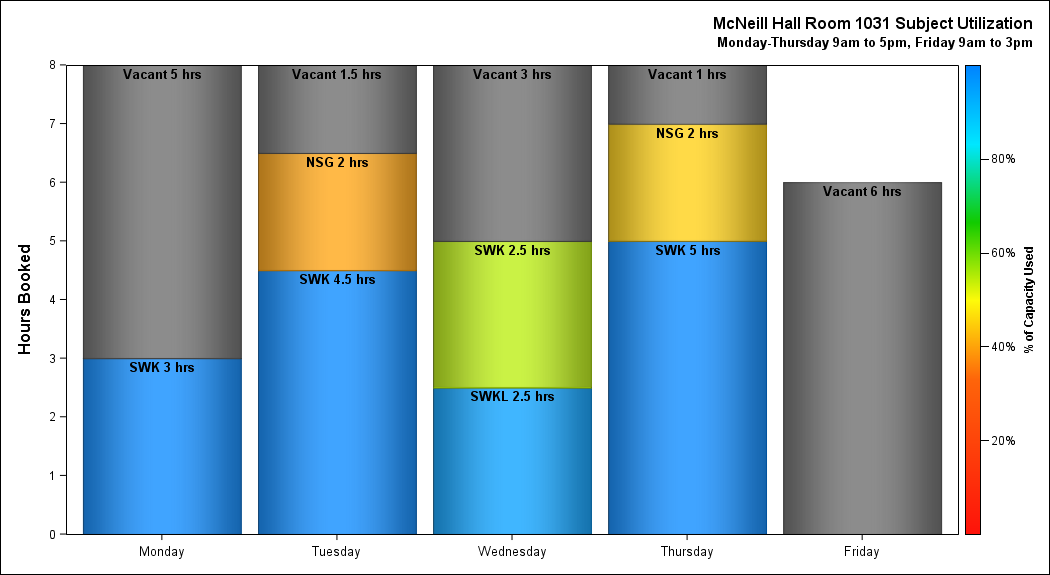 McNeill Hall Room 1031 Subject Utilization
Monday-Thursday 9am to 5pm, Friday 9am to 3pm
Hours Booked
8
7
6
5
4
3
2
1
0
Vacant 5 hrs
SWK 3 hrs
Vacant 1.5 hrs
NSG 2 hrs
SWK 4.5 hrs
Vacant 3 hrs
SWK 2.5 hrs
SWKL 2.5 hrs
Vacant 1 hr
NSG 2 hrs
SWK 5 hrs
Vacant 6 hrs
Monday
Tuesday
Wednesday
Thursday
Friday
80%
60%
40%
20%
% of Capacity Used